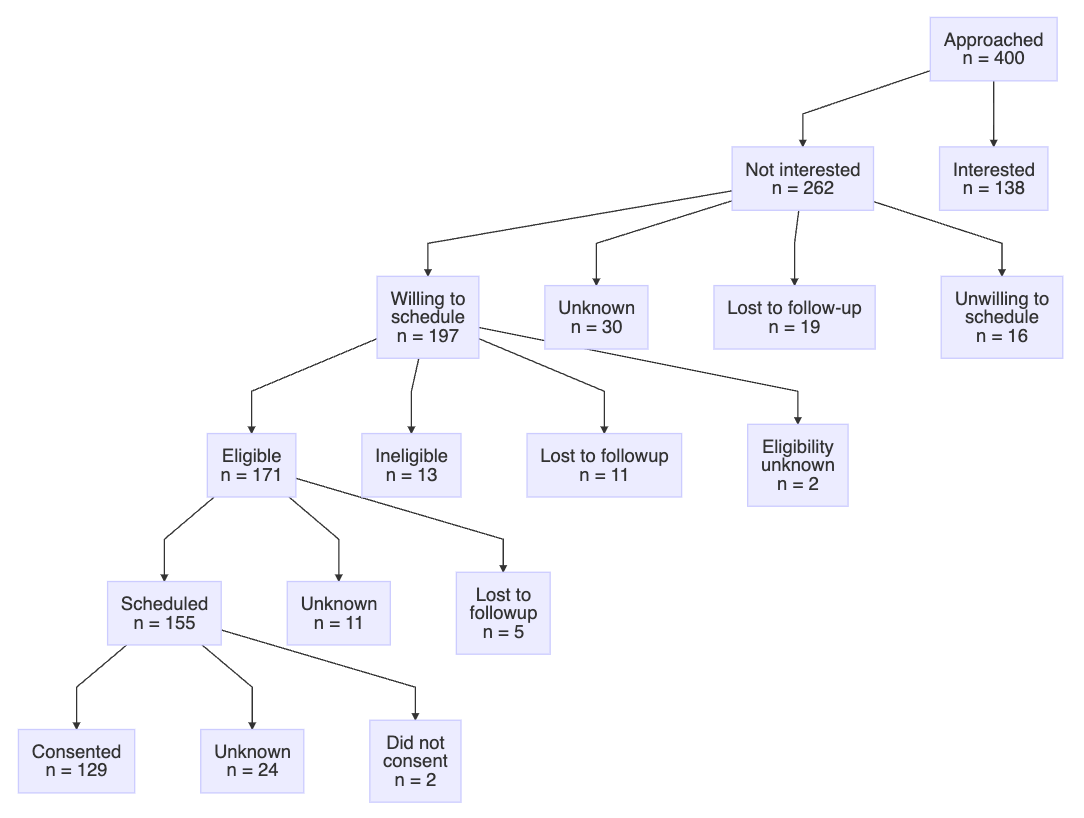 Approached
n = 400
Not interested
n = 262
Interested
n = 138
Willing to
schedule
n = 197
Unknown
n = 30
Lost to follow-up
n = 19
Unwilling to
schedule
n = 16
Eligible
n = 171
Ineligible
n = 13
Lost to followup
n = 11
Eligibility
unknown
n = 2
Scheduled
n = 155
Unknown
n = 11
Lost to
followup
n = 5
Consented
n = 129
Unknown
n = 24
Did not
consent
n = 2